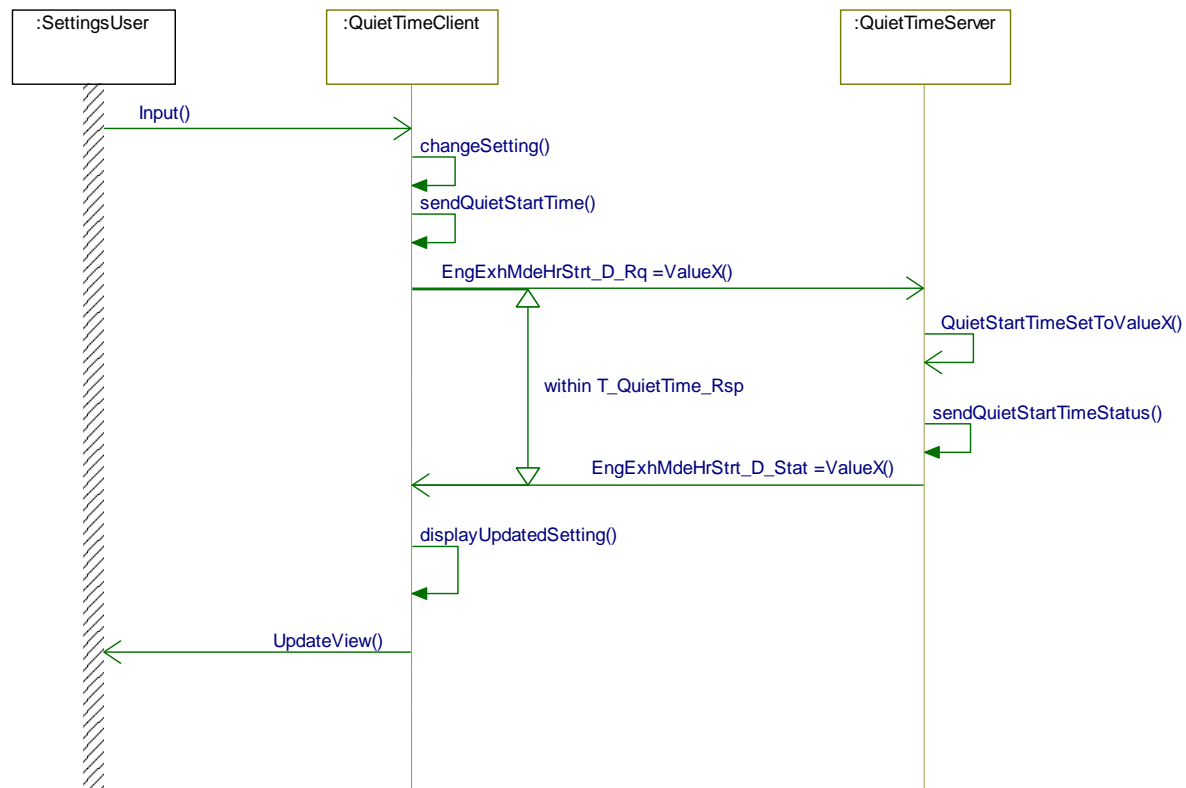 :SettingsUser
:QuietTimeClient
:QuietTimeServer
Input()
changeSetting()
sendQuietStartTime()
EngExhMdeHrStrt_D_Rq =ValueX()
QuietStartTimeSetToValueX()
within T_QuietTime_Rsp
sendQuietStartTimeStatus()
EngExhMdeHrStrt_D_Stat =ValueX()
displayUpdatedSetting()
UpdateView()